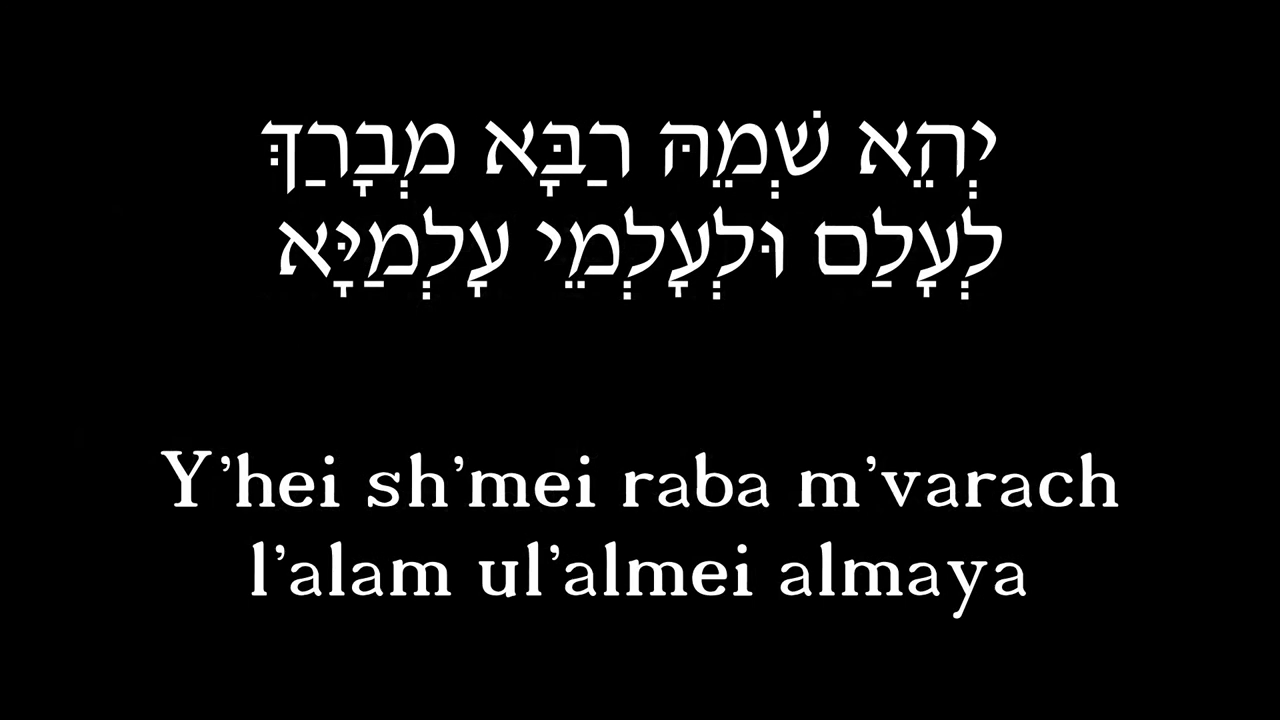 יְהֵא שְׁמֵהּ רַבָּא מְבָרַךְ
לְעָלַם וּלְעָלְמֵי עָלְמַיָּא
Y’hei sh’mei raba m’varach
l’alam ul’almei almaya